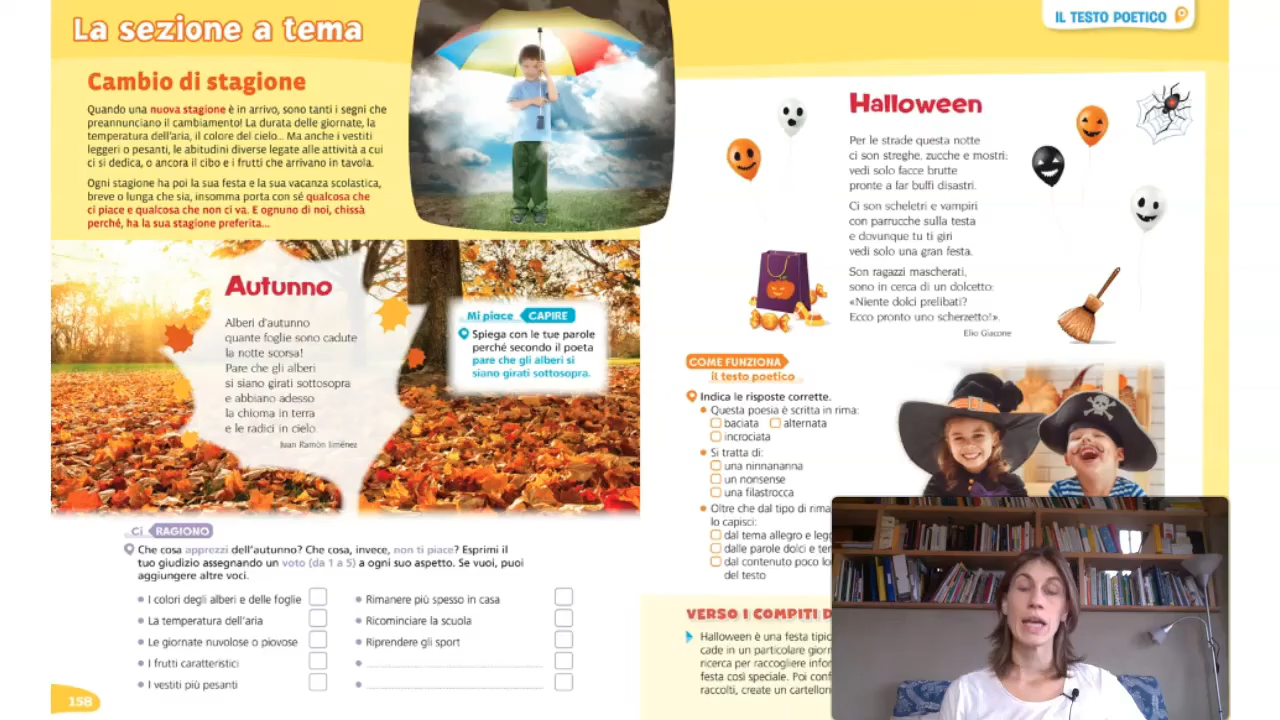 La sezione a tema
Cambio di stagione
Quando una nuova stagione è in arrivo, sono tanti i segni che
preannunciano il cambiamento! La durata delle giornate, la
temperatura dell'aria, il colore del cielo... Ma anche i vestiti
leggeri o pesanti, le abitudini diverse legate alle attività a cui
ci si dedica, o ancora il cibo e i frutti che arrivano in tavola.
Ogni stagione ha poi la sua festa e la sua vacanza scolastica,
breve o lunga che sia, insomma porta con sé qualcosa che
ci piace e qualcosa che non ci va. E ognuno di noi, chissà
perché, ha la sua stagione preferita...
Autunno
Alberi d'autunno
quante foglie sono cadute
la notte scorsa!
Pare che gli alberi
si siano girati sottosopra
e abbiano adesso
la chioma in terra
e le radici in cielo.
Juan Ramón Jiménez
Mi piace CAPIRE
Spiega con le tue parole
perché secondo il poeta
pare che gli alberi si
siano girati sottosopra.
Ci RAGIONO
Che cosa apprezzi dell'autunno? Che cosa, invece, non ti piace? Esprimi il
tuo giudizio assegnando un voto (da 1 a 5) a ogni suo aspetto. Se vuoi, puoi
aggiungere altre voci.
• I colori degli alberi e delle foglie
• La temperatura dell'aria
• Le giornate nuvolose o piovose
• I frutti caratteristici
• I vestiti più pesanti
• Rimanere più spesso in casa
• Ricominciare la scuola
• Riprendere gli sport
158
IL TESTO POETICO
Halloween
Per le strade questa notte
ci son streghe, zucche e mostri:
vedi solo facce brutte
pronte a far buffi disastri.
Ci son scheletri e vampiri
con parrucche sulla testa
e dovunque tu ti giri
vedi solo una gran festa.
Son ragazzi mascherati,
sono in cerca di un dolcetto:
«Niente dolci prelibati?
Ecco pronto uno scherzetto!».
Elio Giacone
COME FUNZIONA
il testo poetico
Indica le risposte corrette.
• Questa poesia è scritta in rima:
baciata alternata
incrociata
• Si tratta di:
una ninnananna
un nonsense
una filastrocca
• Oltre che dal tipo di rima
lo capisci:
dal tema allegro e legg
dalle parole dolci e ten
dal contenuto poco lo
del testo
VERSO I COMPITI D
Halloween è una festa tipic
cade in un particolare giorn
ricerca per raccogliere infor
festa così speciale. Poi conf
raccolti, create un cartellon